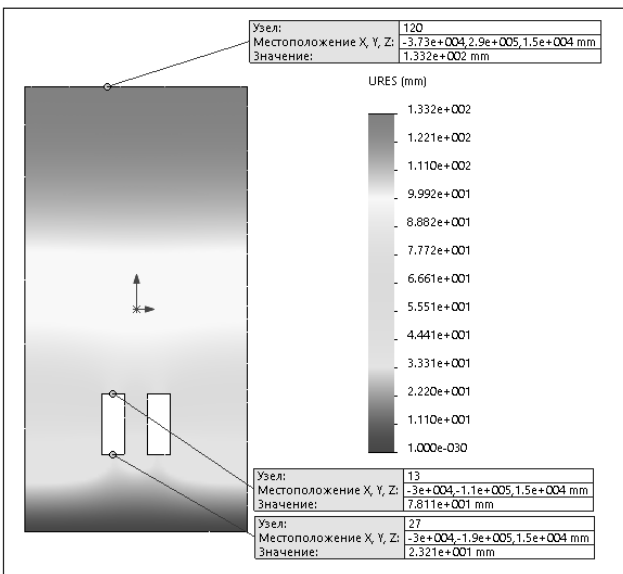 Узел: 120
Местоположение X, Y, Z: -3.73e+004,2.9e+005,1.5e+004 mm
Значение: 1.332e+002 mm
URES (mm)
1.332e+002
1.221e+002
1.110e+002
9.992e+001
8.882e+001
7.772e+001
6.661e+001
5.551e+001
4.441e+001
3.331e+001
2.220e+001
1.110e+001
1.000e-030
Узел: 13
Местоположение X, Y, Z: -3e+004,-1.1e+005,1.5e+004 mm
Значение: 7.811e+001 mm
Узел: 27
Местоположение X, Y, Z: -3e+004,-1.9e+005,1.5e+004 mm
Значение: 2.321e+001 mm